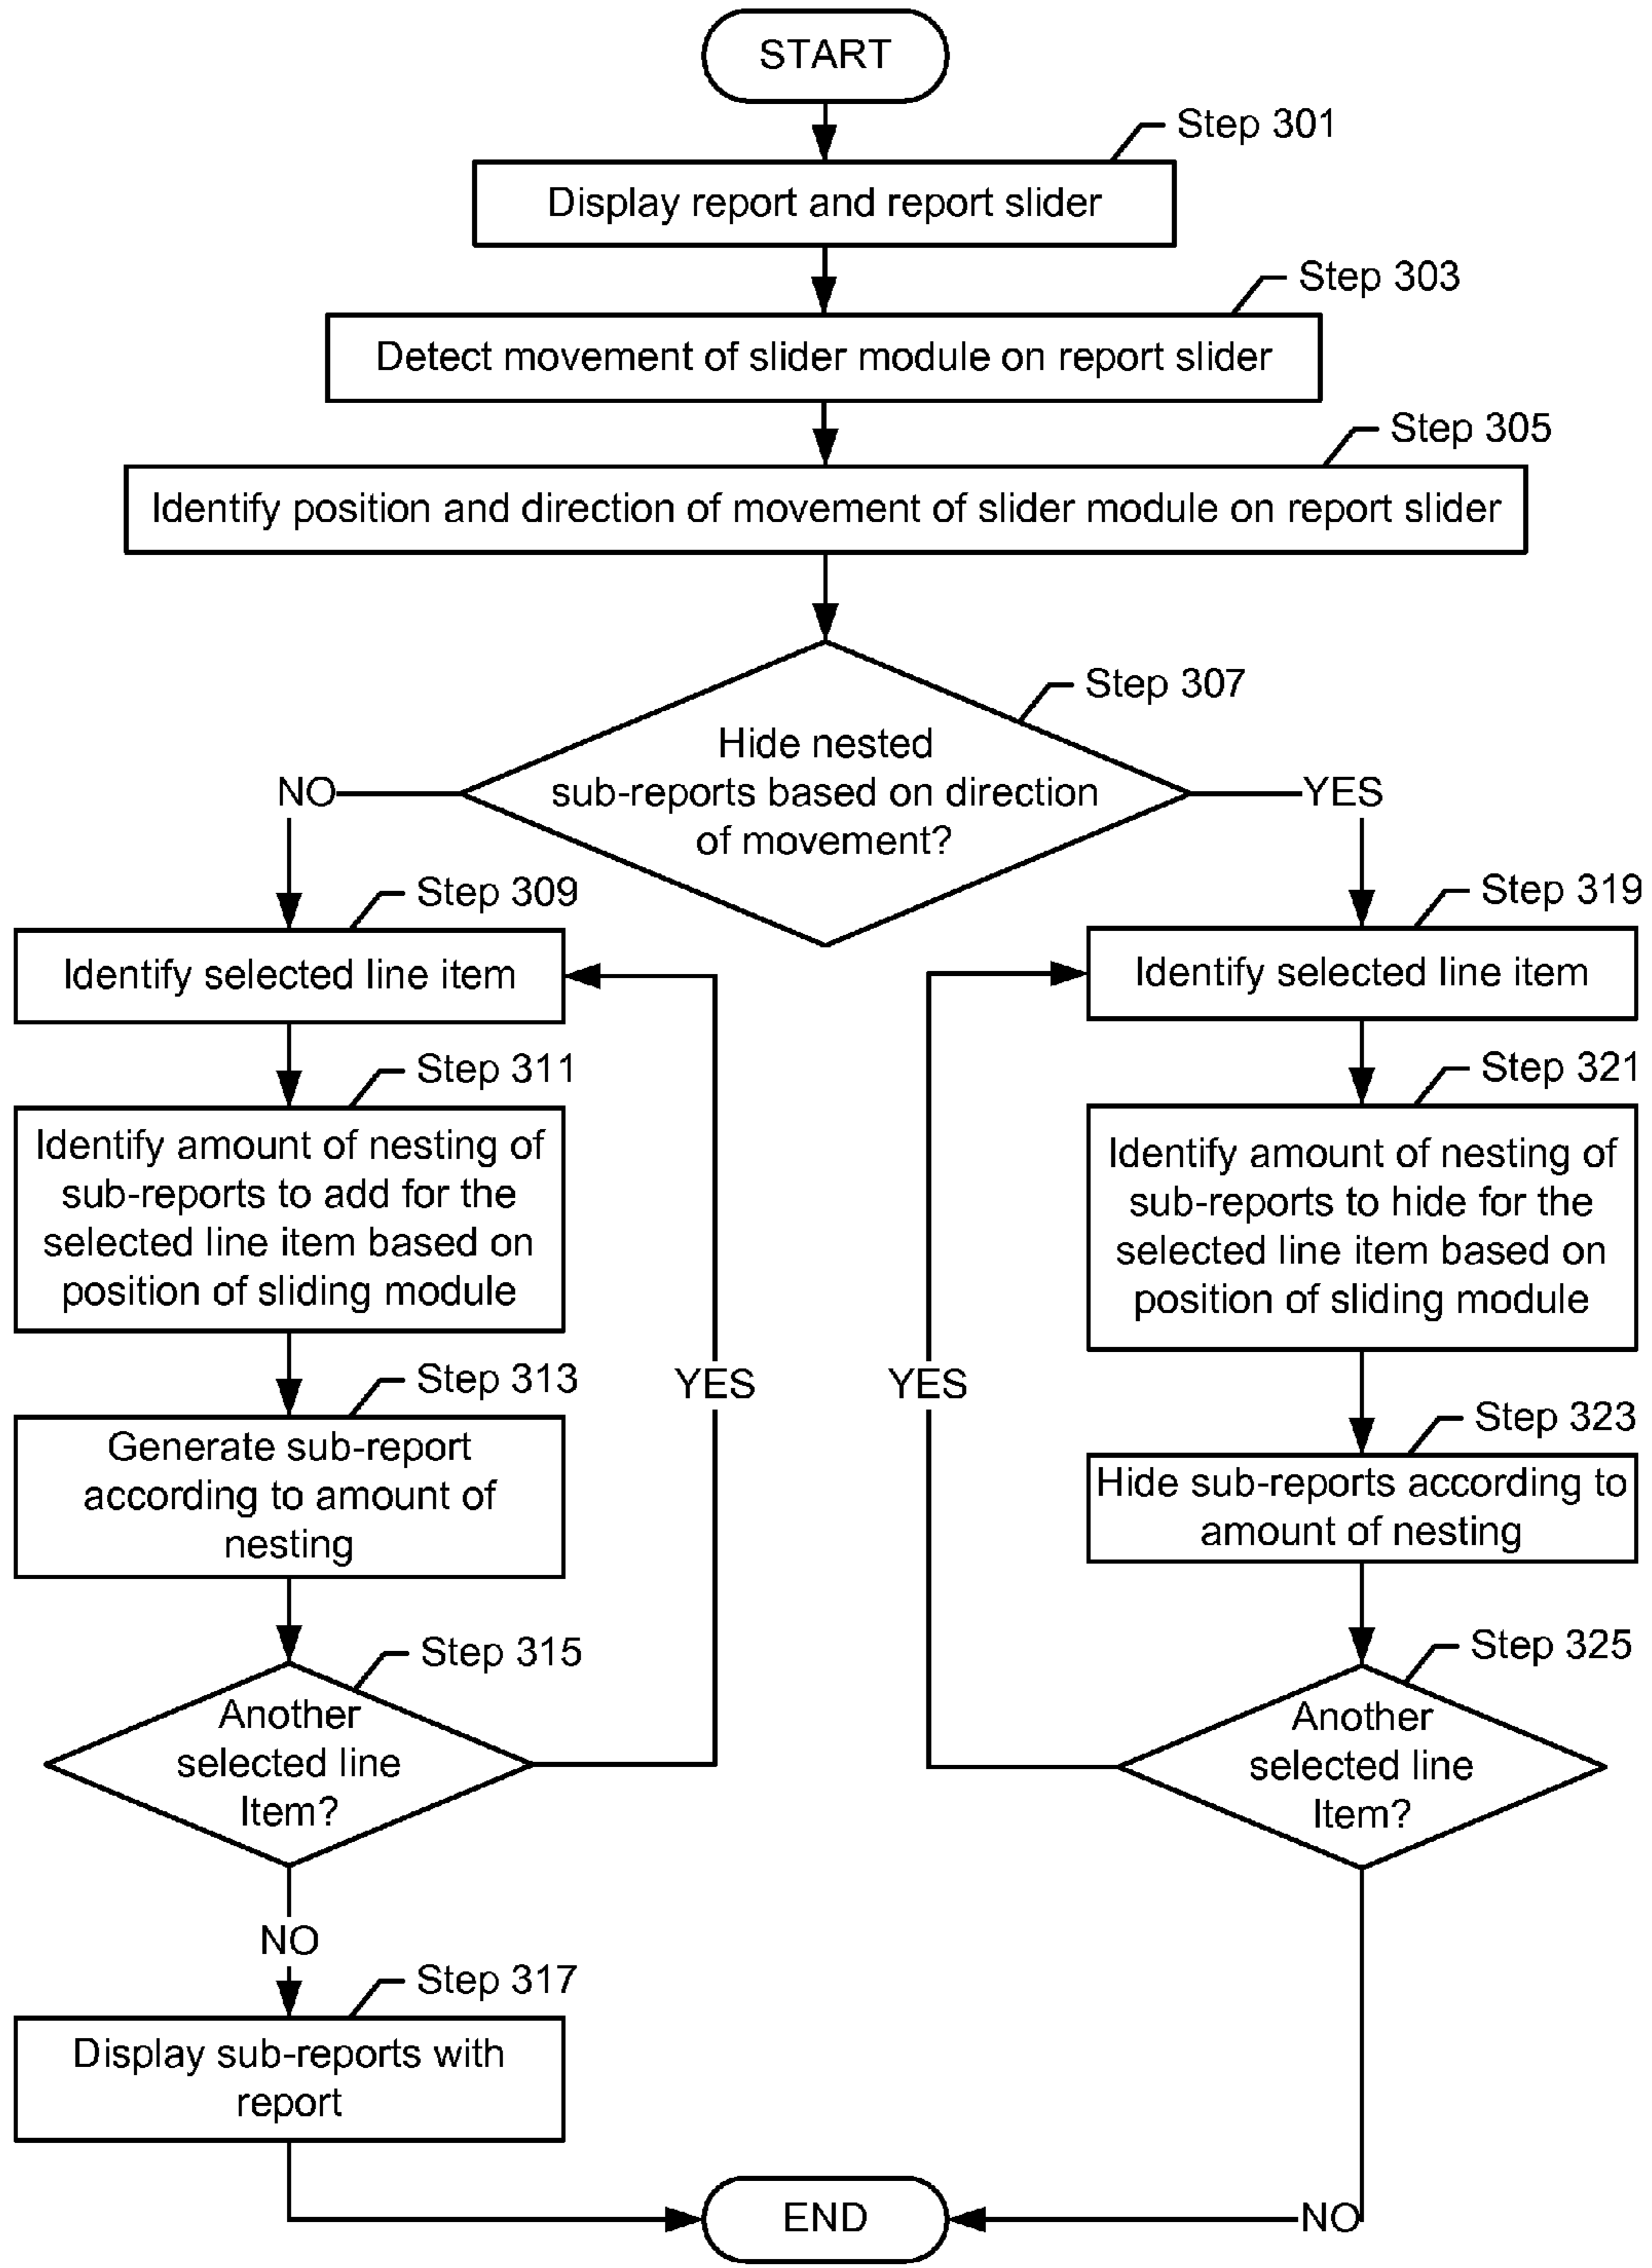 START
Step 301
Display report and report slider
Step 303
Detect movement of slider module on report slider
Step 305
Identify position and direction of movement of slider module on report slider
Step 307
Hide nested
sub-reports based on direction
of movement?
NO
YES
Step 309
Identify selected line item
Step 311
Identify amount of nesting of
sub-reports to add for the
selected line item based on
position of sliding module
Step 313
Generate sub-report
according to amount of
nesting
Step 315
Another
selected line
Item?
YES
NO
Step 317
Display sub-reports with
report
Step 319
Identify selected line item
Step 321
Identify amount of nesting of
sub-reports to hide for the
selected line item based on
position of sliding module
Step 323
Hide sub-reports according to
amount of nesting
Step 325
Another
selected line
Item?
YES
NO
END